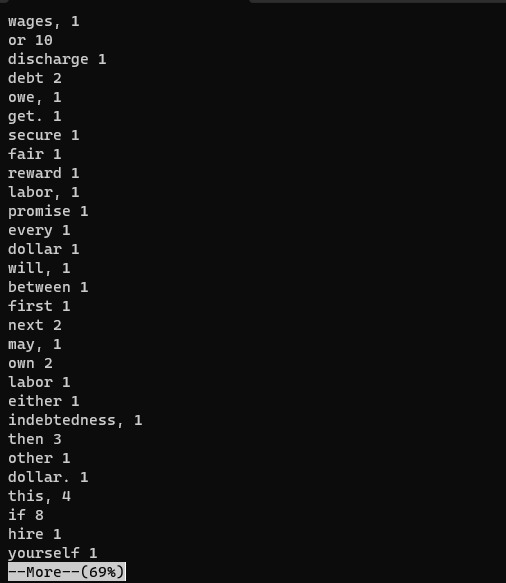 wages, 1
or 10
discharge 1
debt 2
owe, 1
get. 1
secure 1
fair 1
reward 1
labor, 1
promise 1
every 1
dollar 1
will, 1
between 1
first 1
next 2
may, 1
own 2
labor 1
either 1
indebtedness, 1
then 3
other 1
dollar. 1
this, 4
if 8
hire 1
yourself 1
--More--(69%)